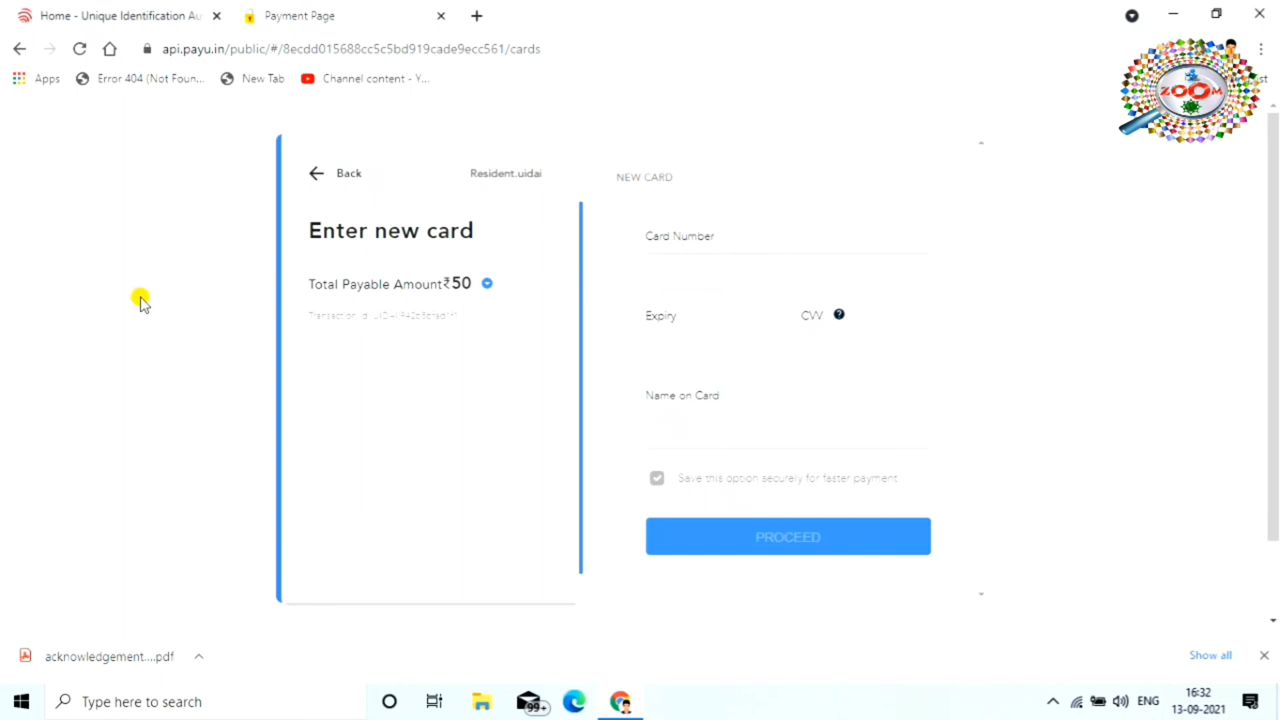 Home - Unique Identification Au
Payment Page
api.payu.in/public/#/8ecdd015688cc5c5bd919cade9ecc561/cards
Apps
Error 404 (Not Foun...
New Tab
Channel content - Y...
ZOOM
Back
Resident.uidai
NEW CARD
Enter new card
Card Number
Total Payable Amount₹50
Transaction Id:
Expiry
CVV
Name on Card
Save this option securely for faster payment
PROCEED
acknowledgement....pdf
Show all
Type here to search
99+
ENG
16:32
13-09-2021